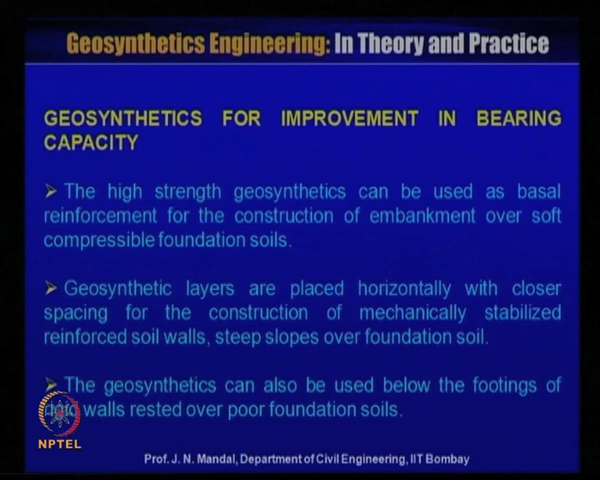 Geosynthetics Engineering: In Theory and Practice
GEOSYNTHETICS FOR IMPROVEMENT IN BEARING
CAPACITY
➢ The high strength geosynthetics can be used as basal
reinforcement for the construction of embankment over soft
compressible foundation soils.
➢ Geosynthetic layers are placed horizontally with closer
spacing for the construction of mechanically stabilized
reinforced soil walls, steep slopes over foundation soil.
➢ The geosynthetics can also be used below the footings of
walls rested over poor foundation soils.
NPTEL
Prof. J. N. Mandal, Department of Civil Engineering, IIT Bombay